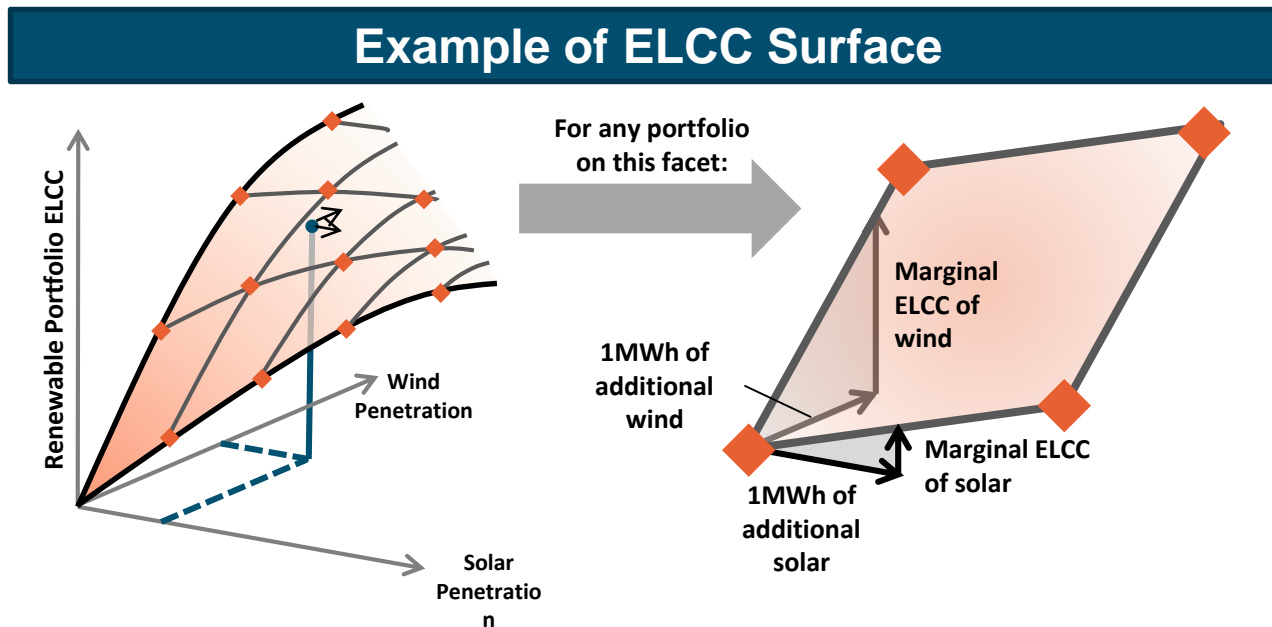 Example of ELCC Surface
Renewable Portfolio ELCC
Wind
Penetration
Solar
Penetratio
n
For any portfolio
on this facet:
Marginal
ELCC of
wind
1MWh of
additional
wind
Marginal ELCC
of solar
1MWh of
additional
solar